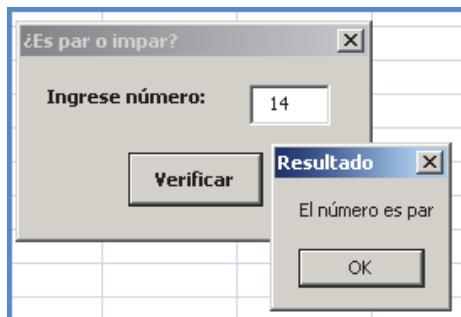 ¿Es par o impar?
Ingrese número: 14
Verificar
Resultado
El número es par
OK